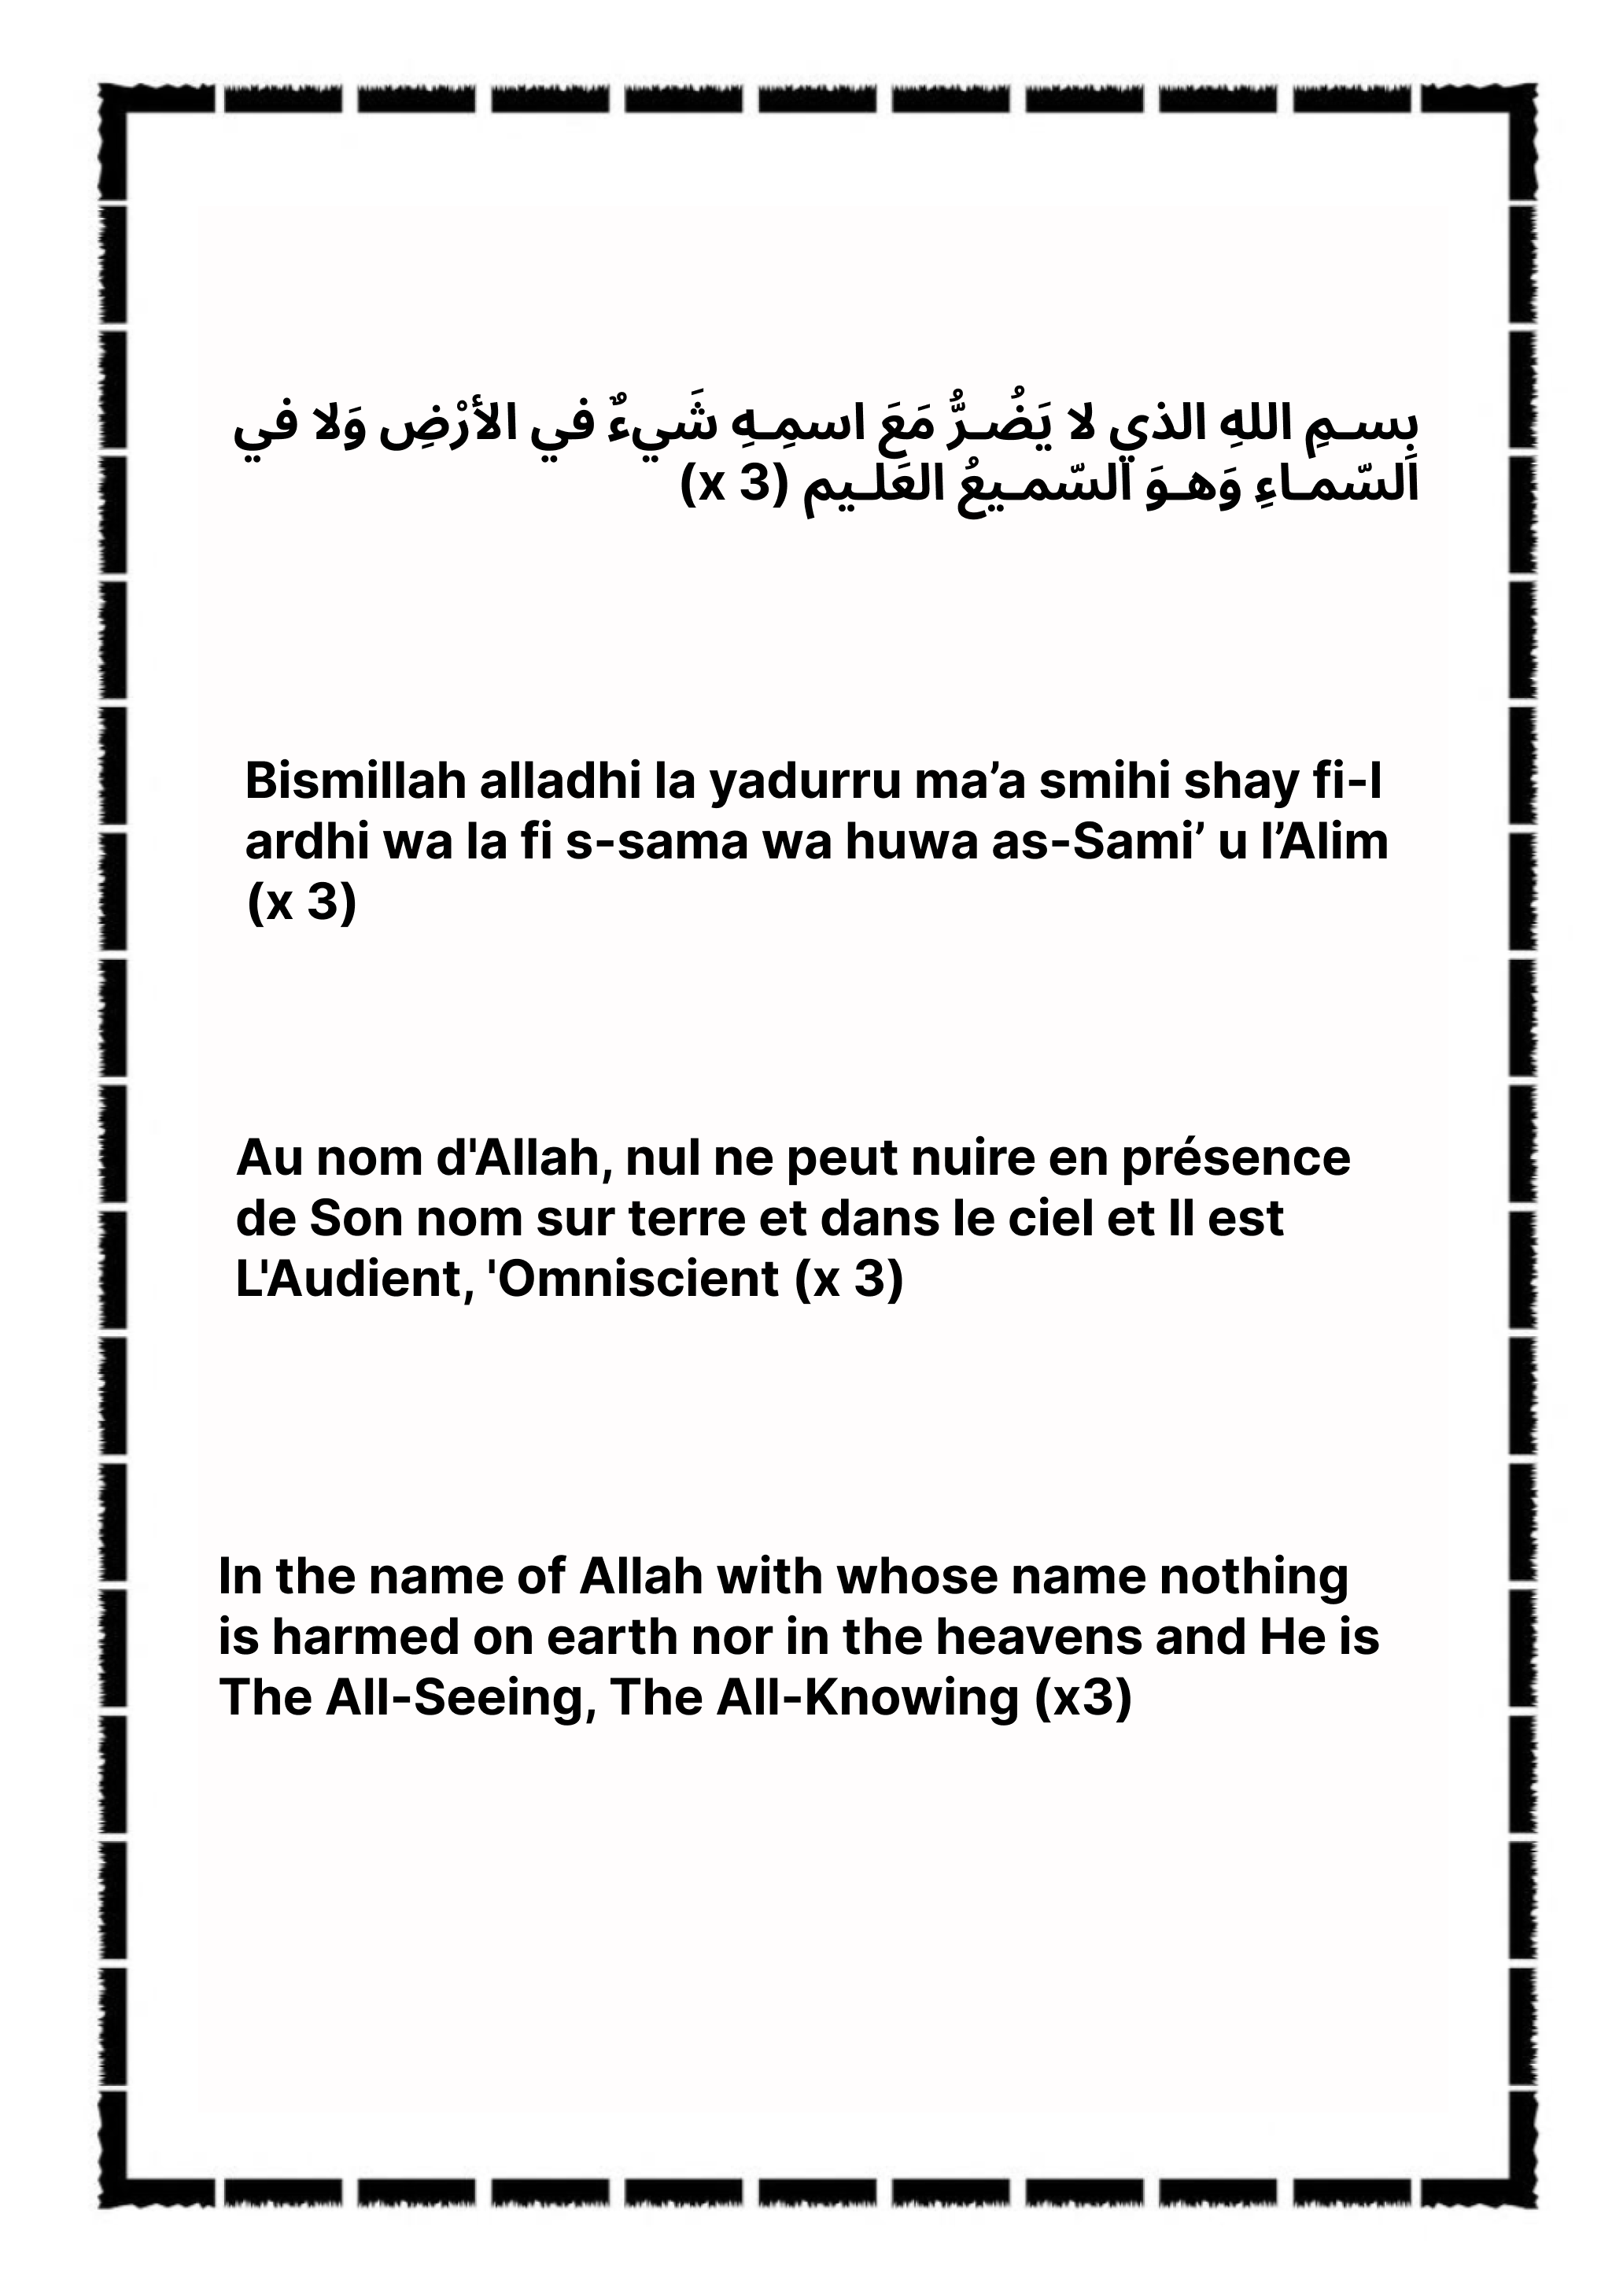 بِسـمِ اللهِ الذي لا يَضُـرُّ مَعَ اسمِـهِ شَيءٌ في الأرْضِ وَلا في
السّمـاءِ وَهـوَ السّمـيعُ العَلـيم (x 3)
Bismillah alladhi la yadurru ma’a smihi shay fi-l
ardhi wa la fi s-sama wa huwa as-Sami’ u l’Alim
(x 3)
Au nom d'Allah, nul ne peut nuire en présence
de Son nom sur terre et dans le ciel et Il est
L'Audient, 'Omniscient (x 3)
In the name of Allah with whose name nothing
is harmed on earth nor in the heavens and He is
The All-Seeing, The All-Knowing (x3)